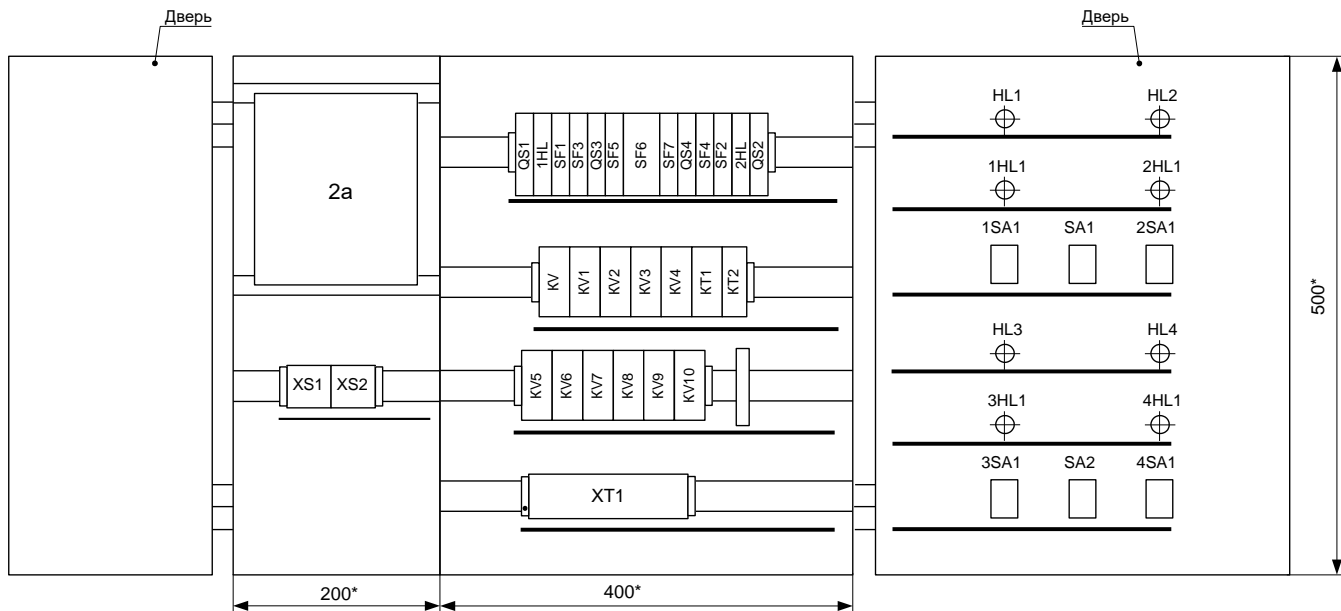 Дверь
Дверь
HL1 HL2
QS1 1HL SF1 SF3 QS3 SF5 SF6 SF7 QS4 SF4 SF2 2HL QS2
2а
1HL1 2HL1
1SA1 SA1 2SA1
KV KV1 KV2 KV3 KV4 KT1 KT2
500*
HL3 HL4
XS1 XS2
KV5 KV6 KV7 KV8 KV9 KV10
3HL1 4HL1
3SA1 SA2 4SA1
XT1
200* 400*